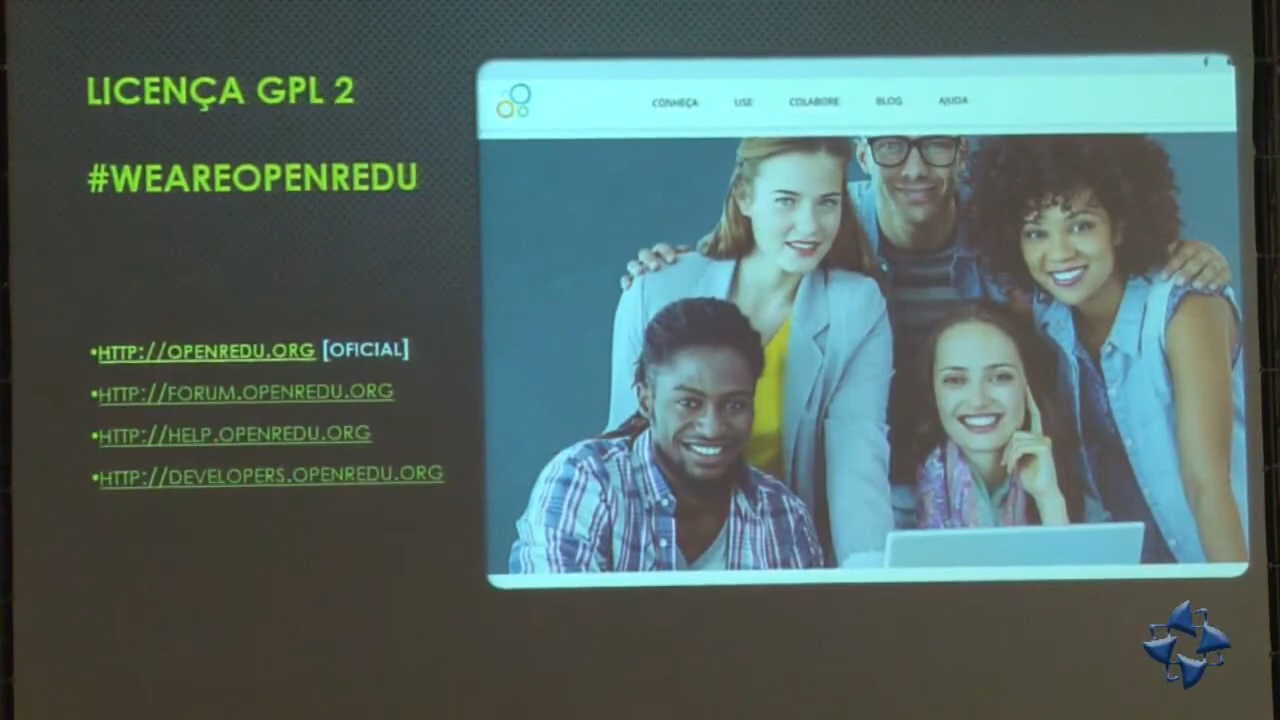 LICENÇA GPL 2
#WEAREOPENREDU
•HTTP://OPENREDU.ORG [OFICIAL]
•HTTP://FORUM.OPENREDU.ORG
•HTTP://HELP.OPENREDU.ORG
•HTTP://DEVELOPERS.OPENREDU.ORG
CONHEÇA USE COLABORE BLOG AJUDA